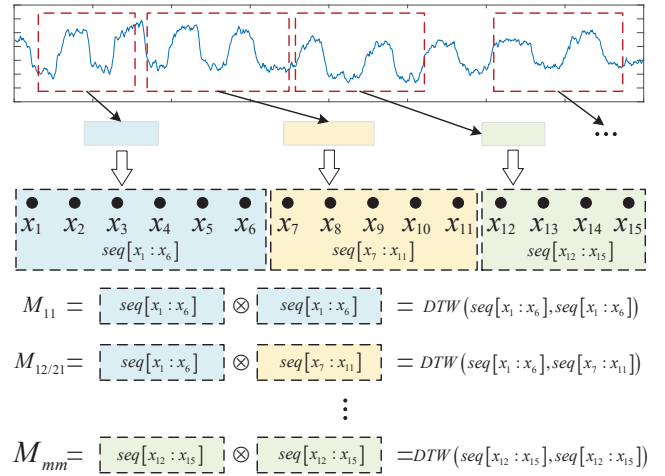 ...
x₁ x₂ x₃ x₄ x₅ x₆ x₇ x₈ x₉ x₁₀ x₁₁ x₁₂ x₁₃ x₁₄ x₁₅
seq[x₁ : x₆] seq[x₇ : x₁₁] seq[x₁₂ : x₁₅]
M₁₁ = seq[x₁ : x₆] ⊗ seq[x₁ : x₆] = DTW(seq[x₁ : x₆],seq[x₁ : x₆])
M₁₂/₂₁ = seq[x₁ : x₆] ⊗ seq[x₇ : x₁₁] = DTW(seq[x₁ : x₆],seq[x₇ : x₁₁])
⋮
Mₘₘ = seq[x₁₂ : x₁₅] ⊗ seq[x₁₂ : x₁₅] =DTW(seq[x₁₂ : x₁₅],seq[x₁₂ : x₁₅])